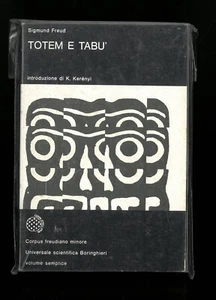 Sigmund Freud
TOTEM E TABU'
introduzione di K. Kerényi
Corpus freudiano minore
Universale scientifica Boringhieri
volume semplice